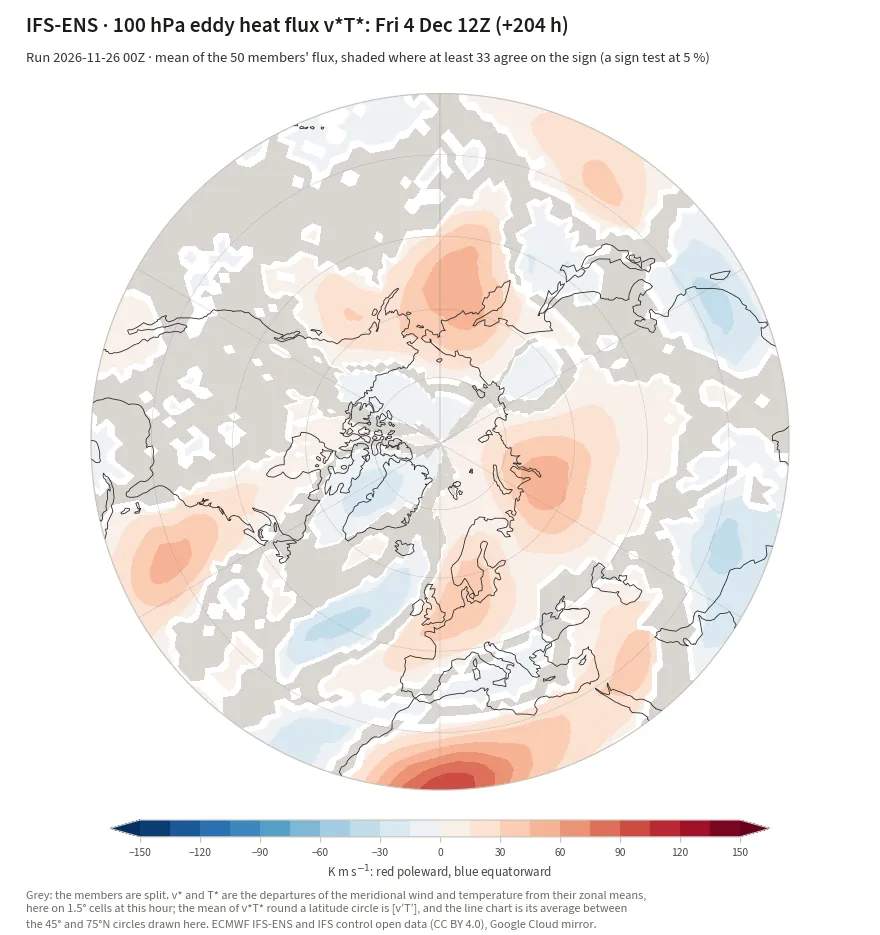 IFS-ENS · 100 hPa eddy heat flux v*T*: Fri 4 Dec 12Z (+204 h)
Run 2026-11-26 00Z · mean of the 50 members' flux, shaded where at least 33 agree on the sign (a sign test at 5 %)
−150 −120 −90 −60 −30 0 30 60 90 120 150
K m s⁻¹: red poleward, blue equatorward
Grey: the members are split. v* and T* are the departures of the meridional wind and temperature from their zonal means,
here on 1.5° cells at this hour; the mean of v*T* round a latitude circle is [v′T′], and the line chart is its average between
the 45° and 75°N circles drawn here. ECMWF IFS-ENS and IFS control open data (CC BY 4.0), Google Cloud mirror.